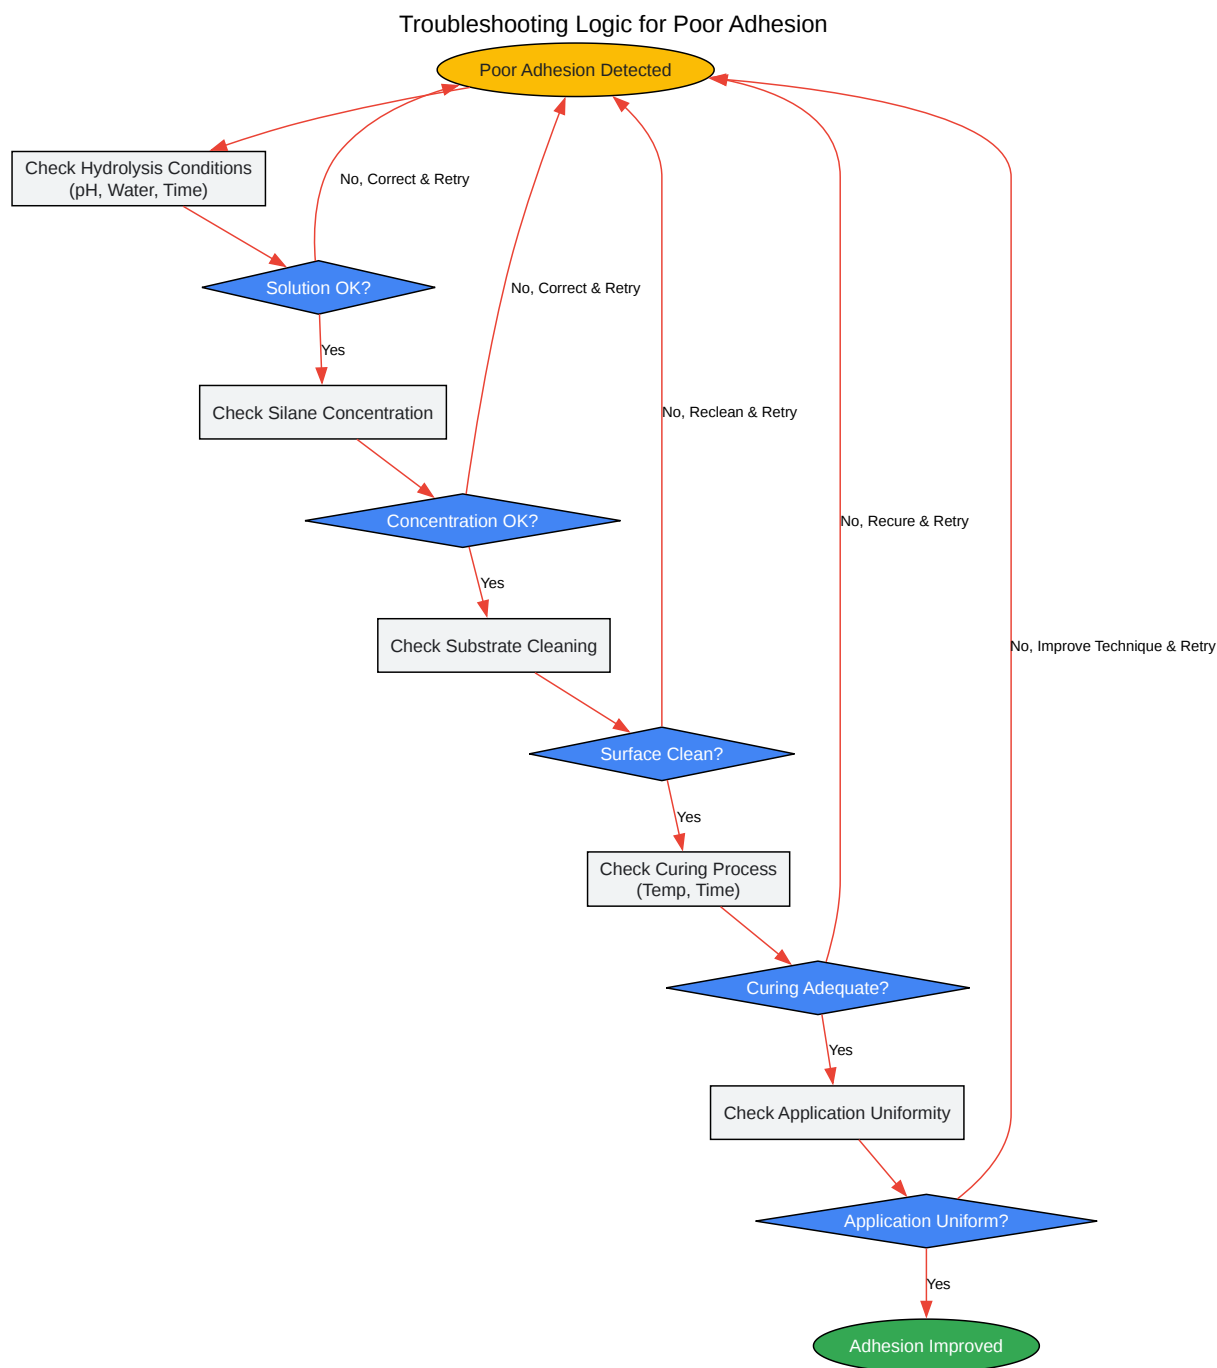 Troubleshooting Logic for Poor Adhesion
Poor Adhesion Detected
Check Hydrolysis Conditions
(pH, Water, Time)
No, Correct & Retry
Solution OK?
No, Correct & Retry
Yes
Check Silane Concentration
No, Reclean & Retry
Concentration OK?
No, Recure & Retry
Yes
Check Substrate Cleaning
No, Improve Technique & Retry
Surface Clean?
Yes
Check Curing Process
(Temp, Time)
Curing Adequate?
Yes
Check Application Uniformity
Application Uniform?
Yes
Adhesion Improved